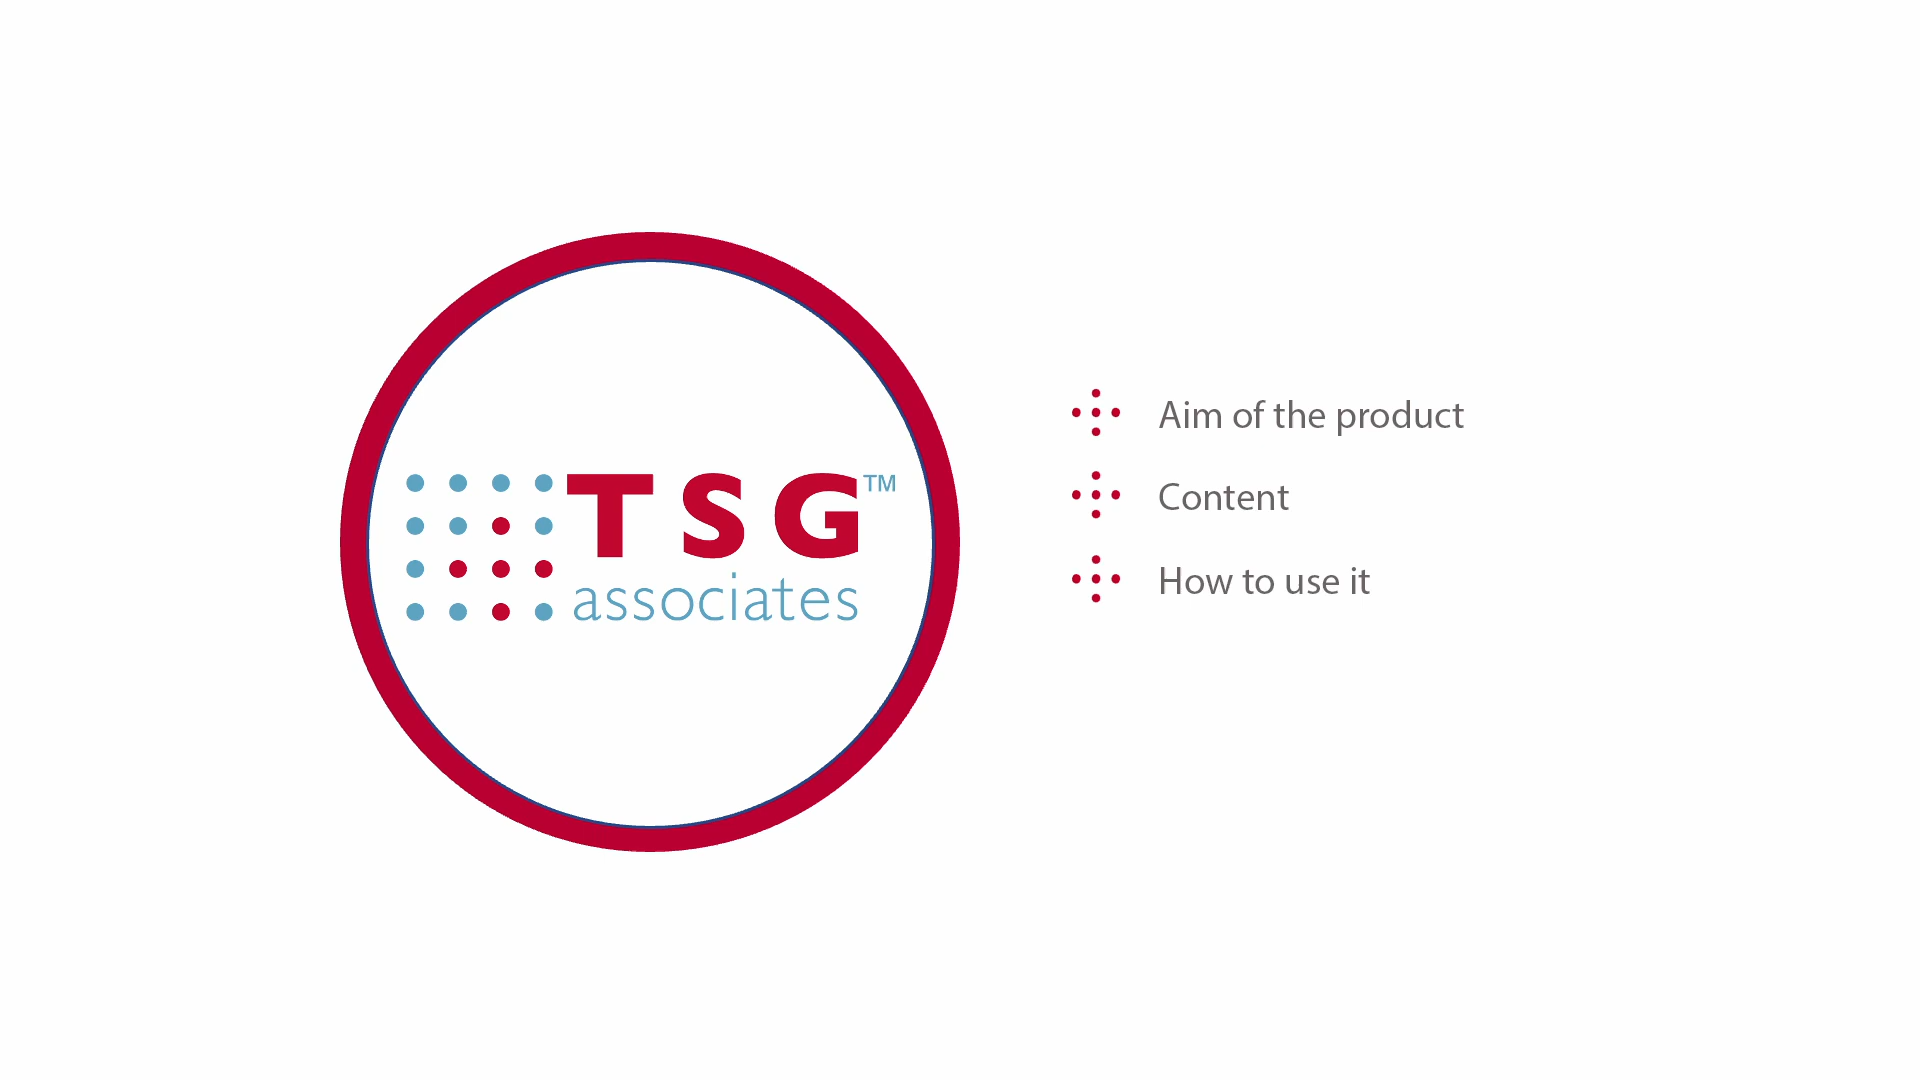 TSG™
associates
Aim of the product
Content
How to use it